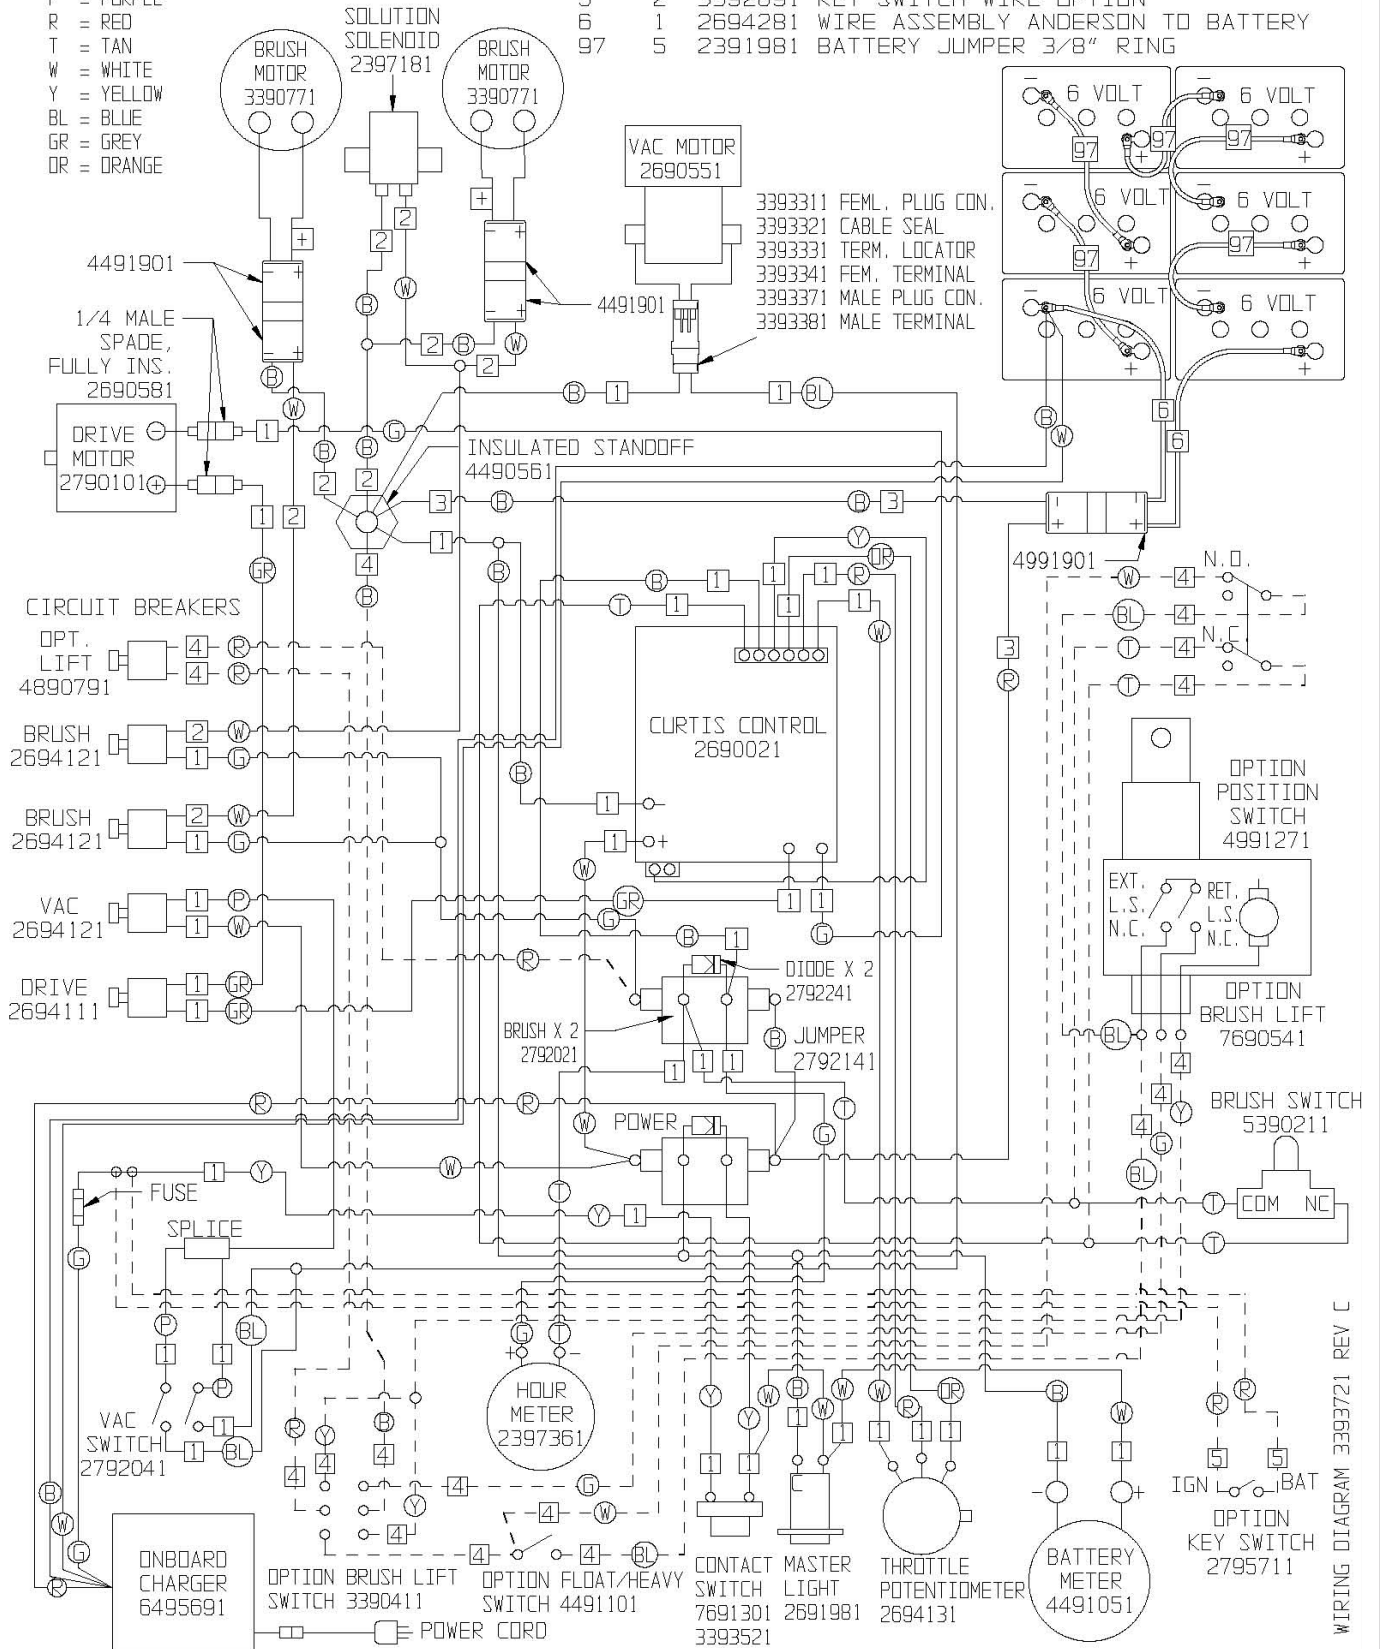 R = RED
T = TAN
W = WHITE
Y = YELLOW
BL = BLUE
GR = GREY
OR = ORANGE
6 1 2694281 WIRE ASSEMBLY ANDERSON TO BATTERY
97 5 2391981 BATTERY JUMPER 3/8" RING
BRUSH
MOTOR
3390771
SOLUTION
SOLENOID
2397181
BRUSH
MOTOR
3390771
VAC MOTOR
2690551
3393311 FEML. PLUG CON.
3393321 CABLE SEAL
3393331 TERM. LOCATOR
3393341 FEM. TERMINAL
3393371 MALE PLUG CON.
3393381 MALE TERMINAL
6 VOLT
6 VOLT
6 VOLT
6 VOLT
6 VOLT
6 VOLT
97
97
97
97
97
6
6
4491901
4491901
1/4 MALE
SPADE,
FULLY INS.
2690581
DRIVE
MOTOR
2790101
INSULATED STANDOFF
4490561
4991901
N.O.
N.C.
CIRCUIT BREAKERS
OPT.
LIFT
4890791
BRUSH
2694121
BRUSH
2694121
VAC
2694121
DRIVE
2694111
CURTIS CONTROL
2690021
OPTION
POSITION
SWITCH
4991271
EXT.
L.S.
N.C.
RET.
L.S.
N.C.
OPTION
BRUSH LIFT
7690541
DIODE X 2
2792241
BRUSH X 2
2792021
JUMPER
2792141
POWER
BRUSH SWITCH
5390211
COM NC
FUSE
SPLICE
VAC
SWITCH
2792041
HOUR
METER
2397361
ONBOARD
CHARGER
6495691
POWER CORD
OPTION BRUSH LIFT
SWITCH 3390411
OPTION FLOAT/HEAVY
SWITCH 4491101
CONTACT
SWITCH
7691301
3393521
MASTER
LIGHT
2691981
THROTTLE
POTENTIOMETER
2694131
BATTERY
METER
4491051
IGN
BAT
OPTION
KEY SWITCH
2795711
WIRING DIAGRAM 3393721 REV C